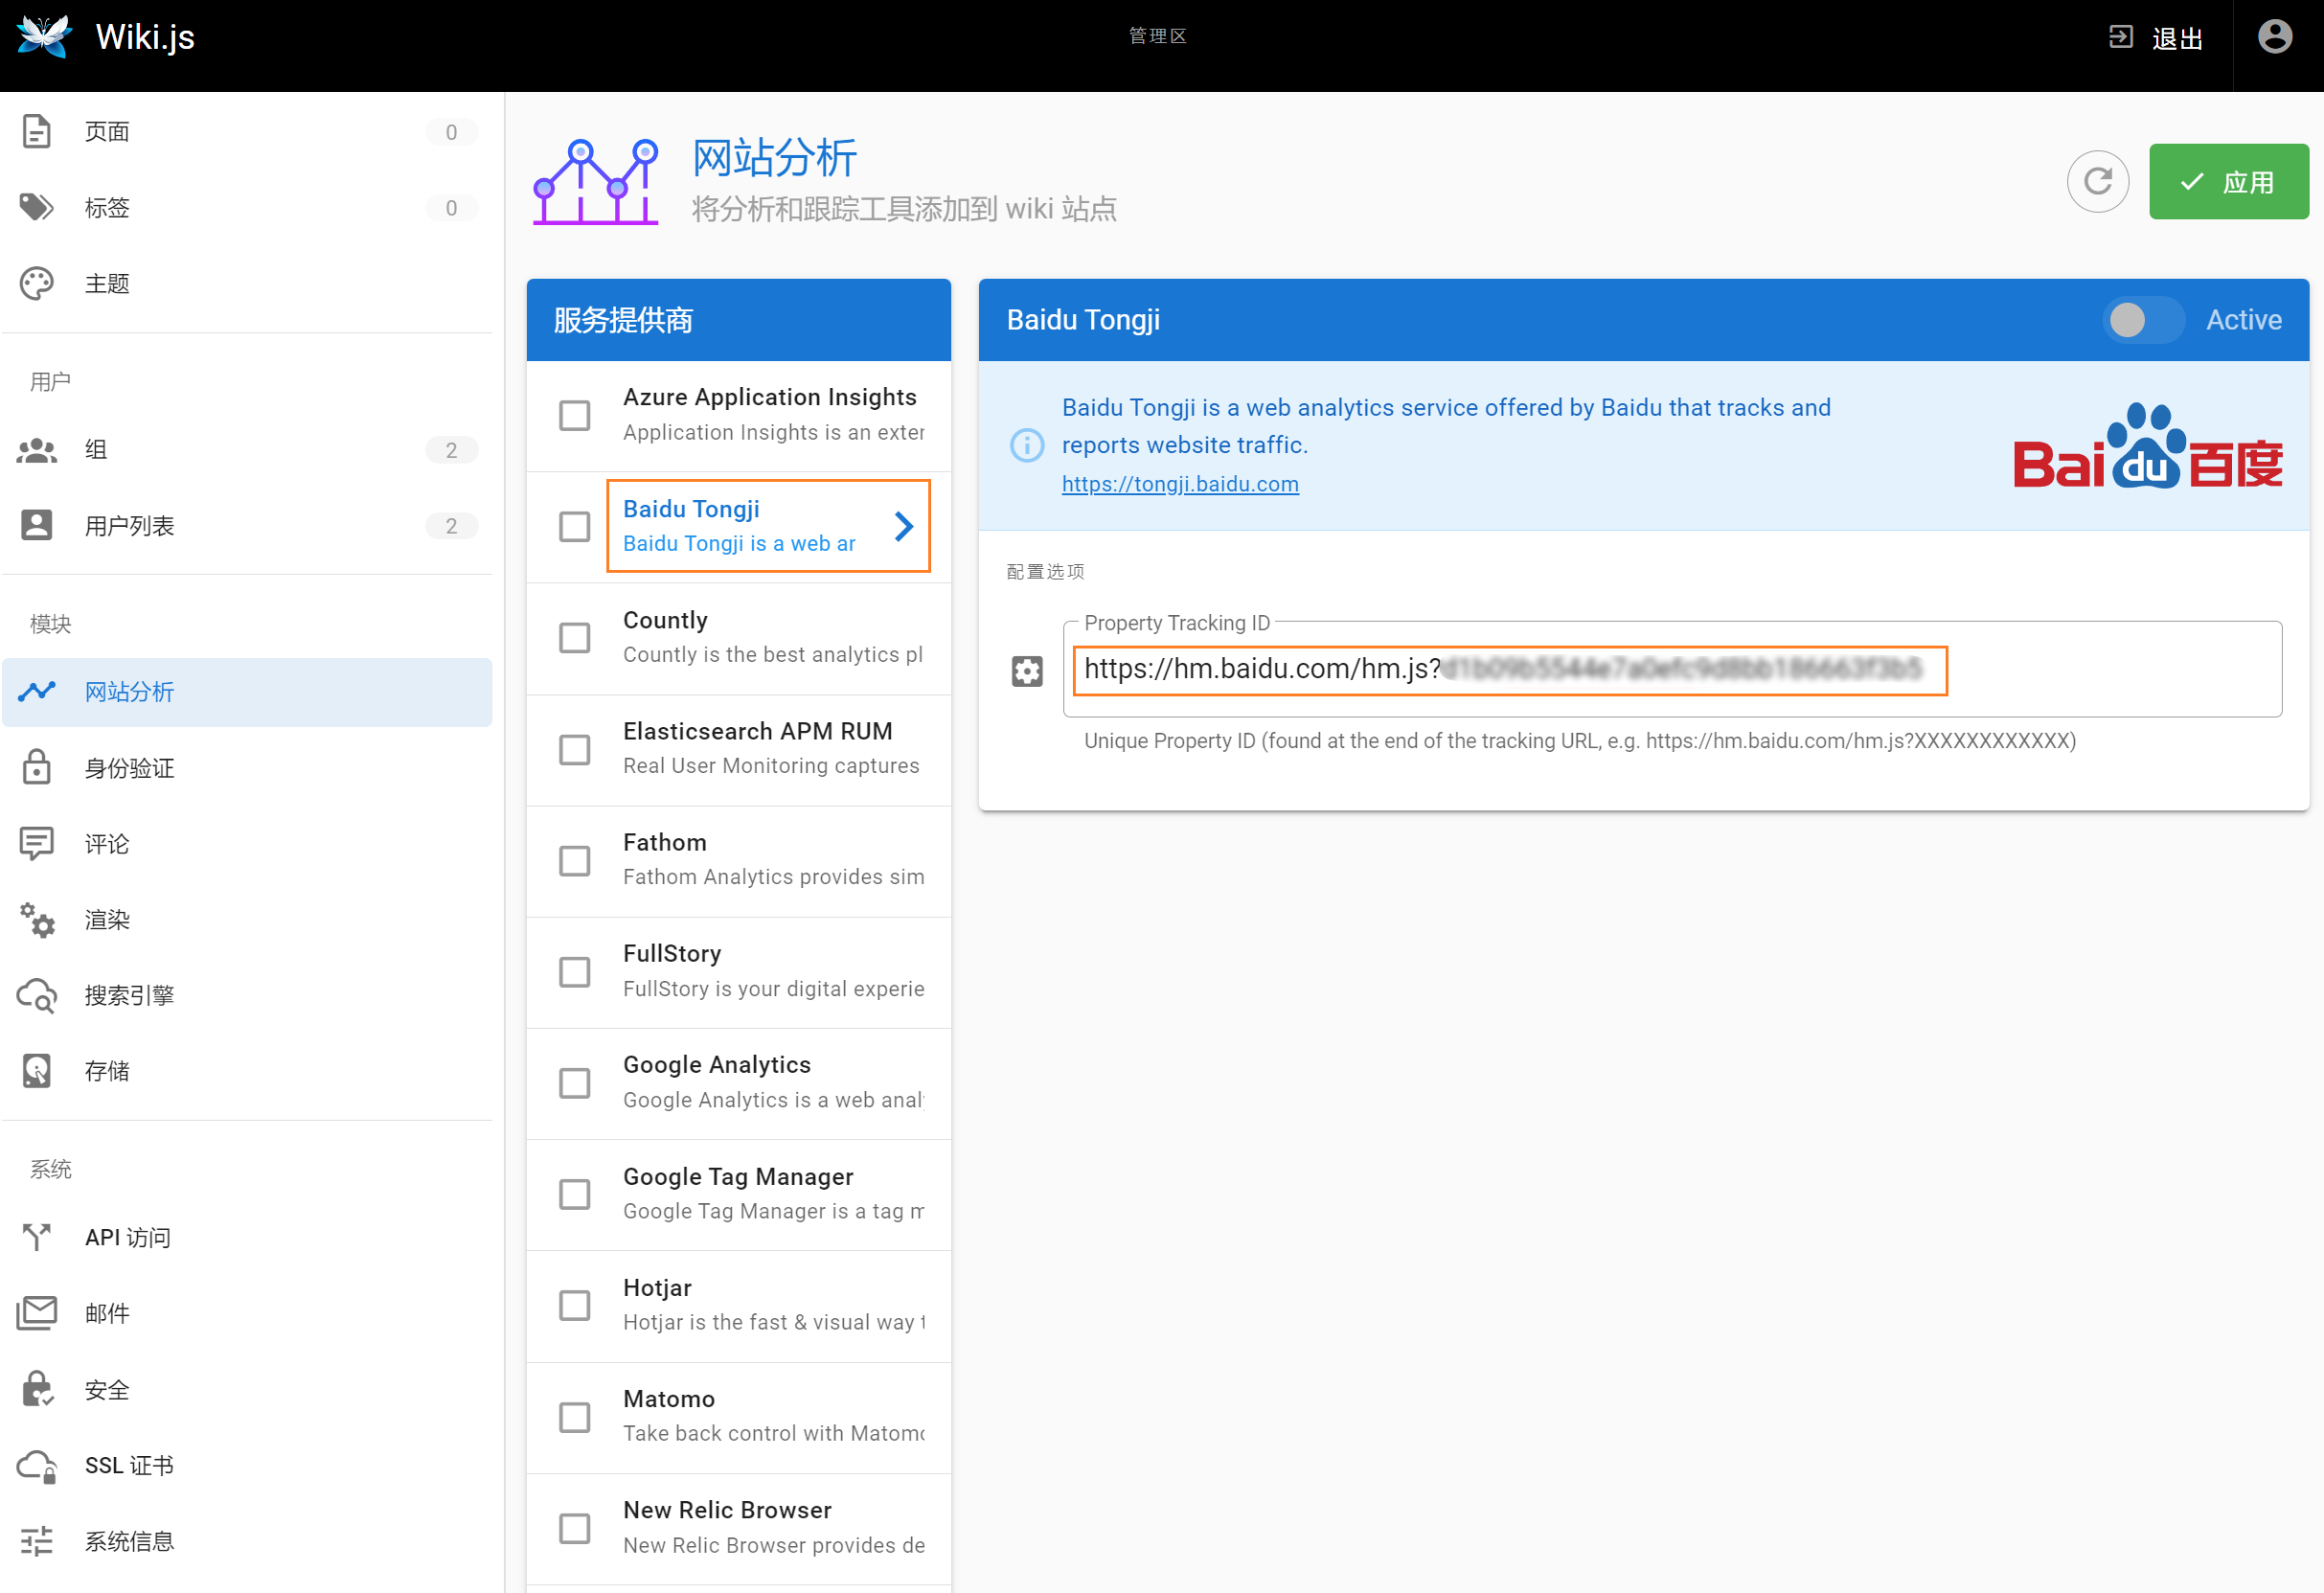 Wiki.js
管理区
退出
页面 0
标签 0
主题
用户
组 2
用户列表 2
模块
网站分析
身份验证
评论
渲染
搜索引擎
存储
系统
API 访问
邮件
安全
SSL 证书
系统信息
网站分析
将分析和跟踪工具添加到 wiki 站点
应用
服务提供商
Azure Application Insights
Application Insights is an exter
Baidu Tongji
Baidu Tongji is a web ar
Countly
Countly is the best analytics pl
Elasticsearch APM RUM
Real User Monitoring captures
Fathom
Fathom Analytics provides sim
FullStory
FullStory is your digital experie
Google Analytics
Google Analytics is a web anal
Google Tag Manager
Google Tag Manager is a tag m
Hotjar
Hotjar is the fast & visual way t
Matomo
Take back control with Matomo
New Relic Browser
New Relic Browser provides de
Baidu Tongji
Active
Baidu Tongji is a web analytics service offered by Baidu that tracks and
reports website traffic.
https://tongji.baidu.com
Baidu百度
配置选项
Property Tracking ID
https://hm.baidu.com/hm.js?
Unique Property ID (found at the end of the tracking URL, e.g. https://hm.baidu.com/hm.js?XXXXXXXXXXXX)